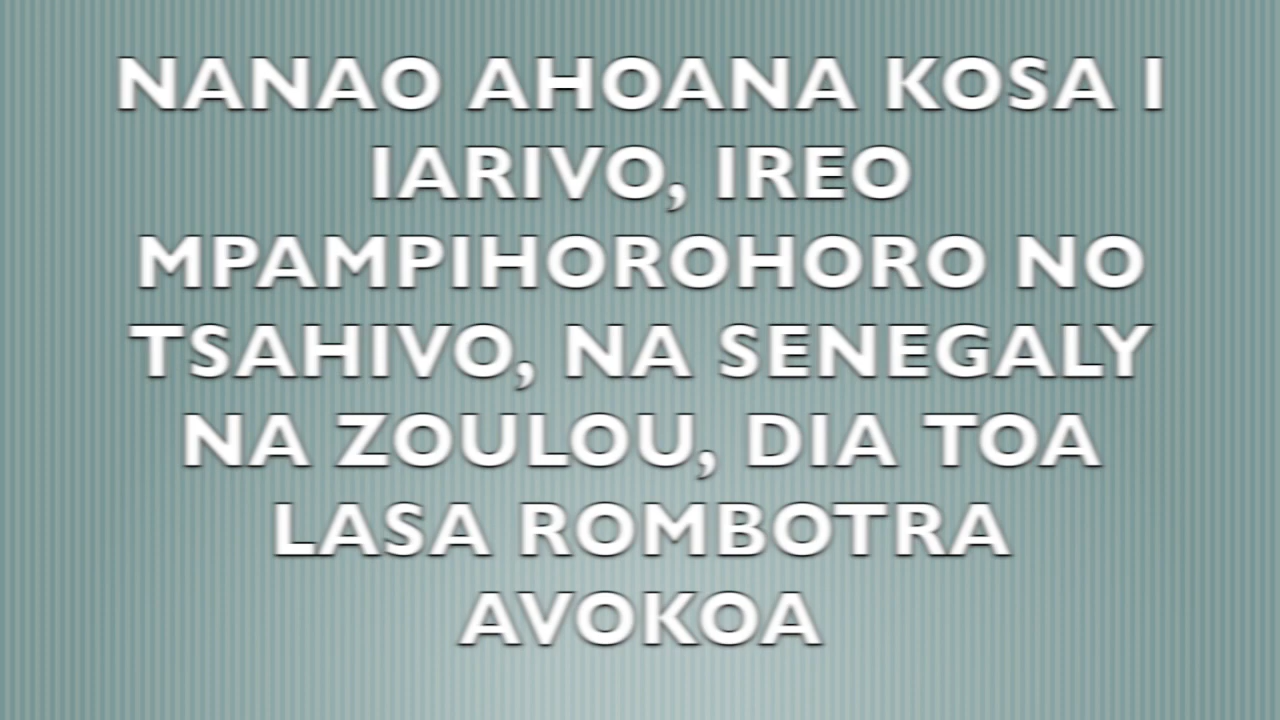 NANAO AHOANA KOSA I
IARIVO, IREO
MPAMPIHOROHORO NO
TSAHIVO, NA SENEGALY
NA ZOULOU, DIA TOA
LASA ROMBOTRA
AVOKOA